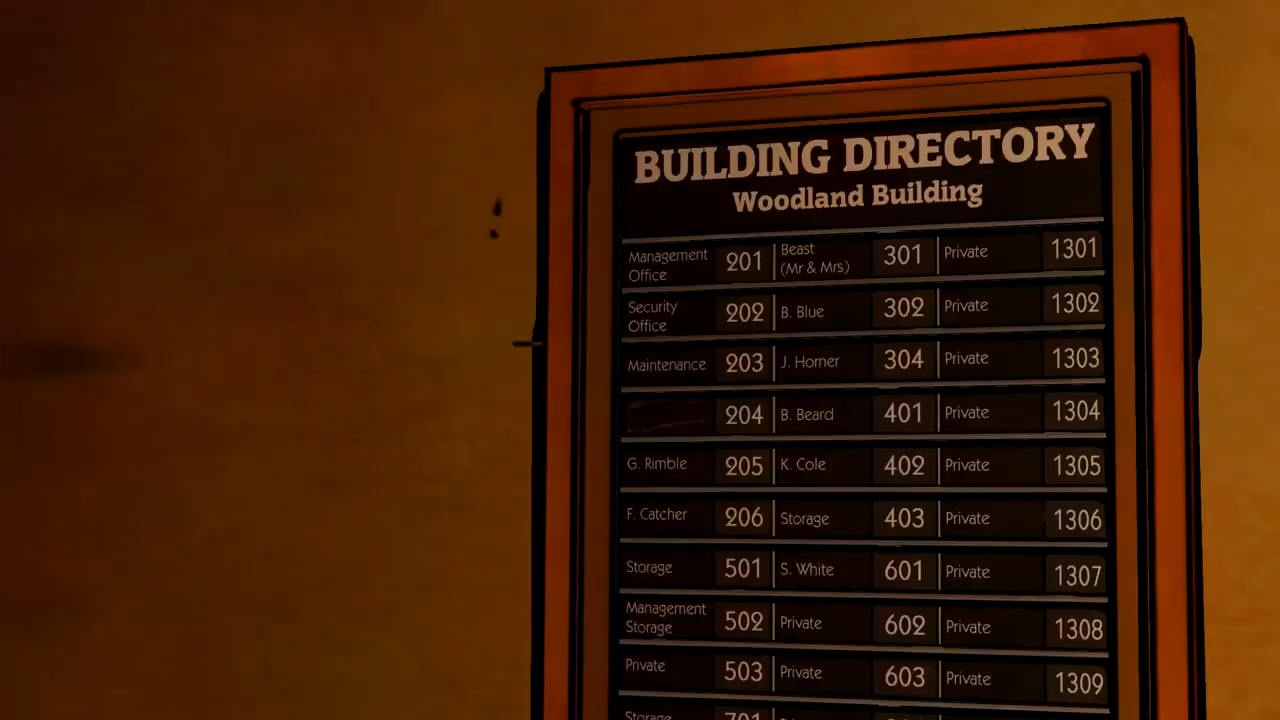 BUILDING DIRECTORY
Woodland Building
Management Office 201 Beast (Mr & Mrs) 301 Private 1301
Security Office 202 B. Blue 302 Private 1302
Maintenance 203 J. Horner 304 Private 1303
204 B. Beard 401 Private 1304
G. Rimble 205 K. Cole 402 Private 1305
F. Catcher 206 Storage 403 Private 1306
Storage 501 S. White 601 Private 1307
Management Storage 502 Private 602 Private 1308
Private 503 Private 603 Private 1309
Storage 701